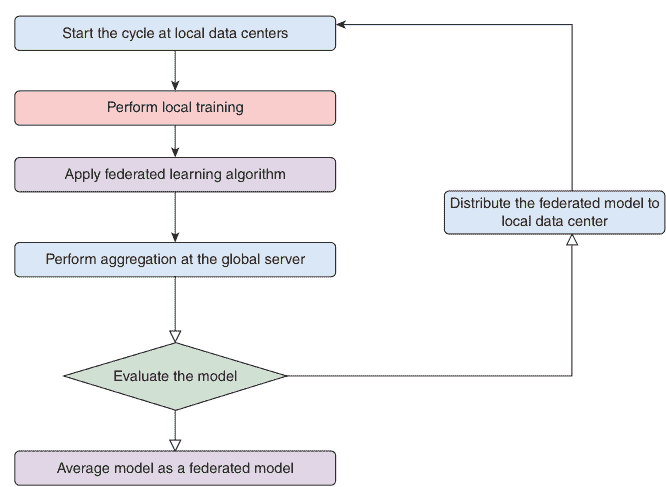 Start the cycle at local data centers
Perform local training
Apply federated learning algorithm
Distribute the federated model to
local data center
Perform aggregation at the global server
Evaluate the model
Average model as a federated model